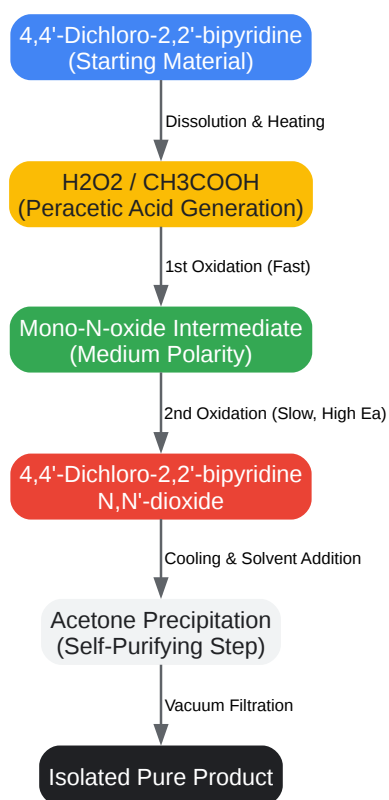 4,4'-Dichloro-2,2'-bipyridine
(Starting Material)
Dissolution & Heating
H2O2 / CH3COOH
(Peracetic Acid Generation)
1st Oxidation (Fast)
Mono-N-oxide Intermediate
(Medium Polarity)
2nd Oxidation (Slow, High Ea)
4,4'-Dichloro-2,2'-bipyridine
N,N'-dioxide
Cooling & Solvent Addition
Acetone Precipitation
(Self-Purifying Step)
Vacuum Filtration
Isolated Pure Product